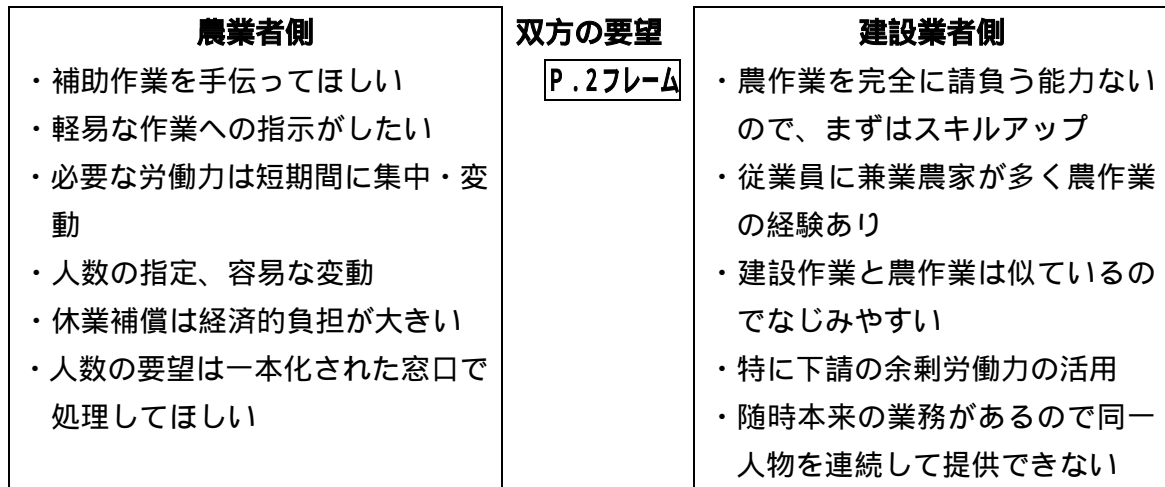 農業者側
・補助作業を手伝ってほしい
・軽易な作業への指示がしたい
・必要な労働力は短期間に集中・変
動
・人数の指定、容易な変動
・休業補償は経済的負担が大きい
・人数の要望は一本化された窓口で
処理してほしい
双方の要望
P.2フレーム
建設業者側
・農作業を完全に請負う能力ない
ので、まずはスキルアップ
・従業員に兼業農家が多く農作業
の経験あり
・建設作業と農作業は似ているの
でなじみやすい
・特に下請の余剰労働力の活用
・随時本来の業務があるので同一
人物を連続して提供できない